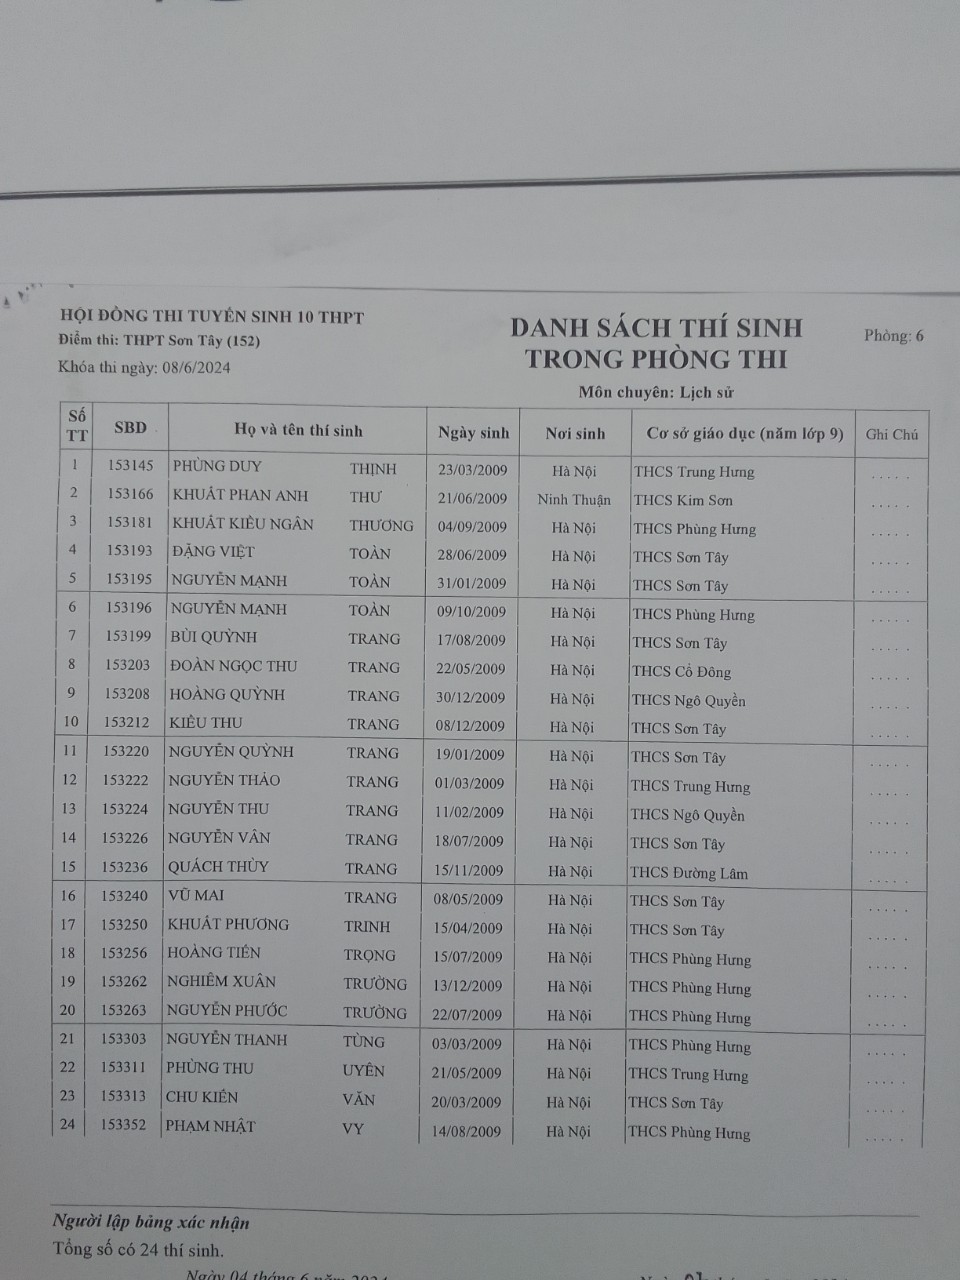 HỘI ĐỒNG THI TUYỂN SINH 10 THPT
Điểm thi: THPT Sơn Tây (152)
Khóa thi ngày: 08/6/2024
DANH SÁCH THÍ SINH
TRONG PHÒNG THI
Phòng: 6
Môn chuyên: Lịch sử
Số TT SBD Họ và tên thí sinh Ngày sinh Nơi sinh Cơ sở giáo dục (năm lớp 9) Ghi Chú
1 153145 PHÙNG DUY THỊNH 23/03/2009 Hà Nội THCS Trung Hưng .....
2 153166 KHUẤT PHAN ANH THƯ 21/06/2009 Ninh Thuận THCS Kim Sơn .....
3 153181 KHUẤT KIỀU NGÂN THƯƠNG 04/09/2009 Hà Nội THCS Phùng Hưng .....
4 153193 ĐẶNG VIỆT TOÀN 28/06/2009 Hà Nội THCS Sơn Tây .....
5 153195 NGUYỄN MẠNH TOÀN 31/01/2009 Hà Nội THCS Sơn Tây .....
6 153196 NGUYỄN MẠNH TOÀN 09/10/2009 Hà Nội THCS Phùng Hưng .....
7 153199 BÙI QUỲNH TRANG 17/08/2009 Hà Nội THCS Sơn Tây .....
8 153203 ĐOÀN NGỌC THU TRANG 22/05/2009 Hà Nội THCS Cổ Đông .....
9 153208 HOÀNG QUỲNH TRANG 30/12/2009 Hà Nội THCS Ngô Quyền .....
10 153212 KIỀU THU TRANG 08/12/2009 Hà Nội THCS Sơn Tây .....
11 153220 NGUYỄN QUỲNH TRANG 19/01/2009 Hà Nội THCS Sơn Tây .....
12 153222 NGUYỄN THẢO TRANG 01/03/2009 Hà Nội THCS Trung Hưng .....
13 153224 NGUYỄN THU TRANG 11/02/2009 Hà Nội THCS Ngô Quyền .....
14 153226 NGUYỄN VÂN TRANG 18/07/2009 Hà Nội THCS Sơn Tây .....
15 153236 QUÁCH THÙY TRANG 15/11/2009 Hà Nội THCS Đường Lâm .....
16 153240 VŨ MAI TRANG 08/05/2009 Hà Nội THCS Sơn Tây .....
17 153250 KHUẤT PHƯƠNG TRINH 15/04/2009 Hà Nội THCS Sơn Tây .....
18 153256 HOÀNG TIẾN TRỌNG 15/07/2009 Hà Nội THCS Phùng Hưng .....
19 153262 NGHIÊM XUÂN TRƯỜNG 13/12/2009 Hà Nội THCS Phùng Hưng .....
20 153263 NGUYỄN PHƯỚC TRƯỜNG 22/07/2009 Hà Nội THCS Phùng Hưng .....
21 153303 NGUYỄN THANH TÙNG 03/03/2009 Hà Nội THCS Phùng Hưng .....
22 153311 PHÙNG THU UYÊN 21/05/2009 Hà Nội THCS Trung Hưng .....
23 153313 CHU KIẾN VĂN 20/03/2009 Hà Nội THCS Sơn Tây .....
24 153352 PHẠM NHẬT VY 14/08/2009 Hà Nội THCS Phùng Hưng .....
Người lập bảng xác nhận
Tổng số có 24 thí sinh.
Ngày 04 tháng 6 năm 2024